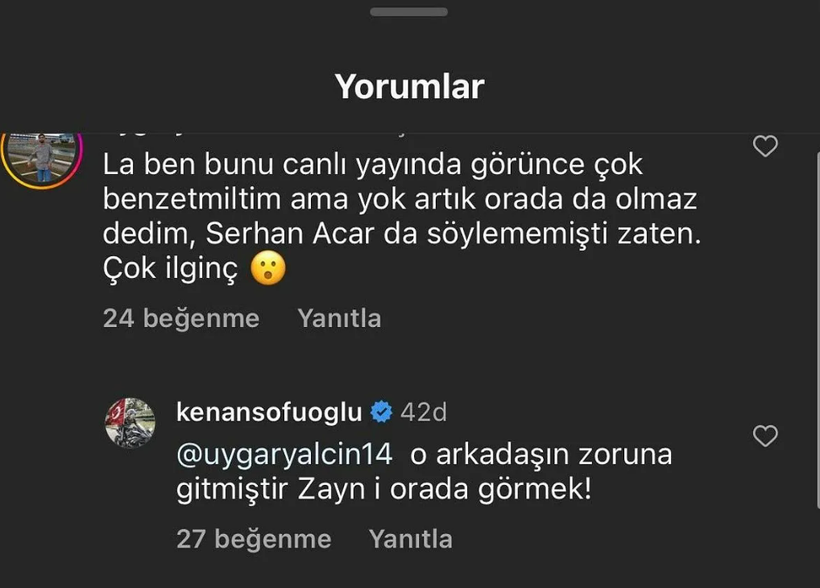 Yorumlar
La ben bunu canlı yayında görünce çok
benzetmiltim ama yok artık orada da olmaz
dedim, Serhan Acar da söylememişti zaten.
Çok ilginç 😮
24 beğenme Yanıtla
kenansofuoglu 42d
@uygaryalcin14 o arkadaşın zoruna
gitmiştir Zayn i orada görmek!
27 beğenme Yanıtla